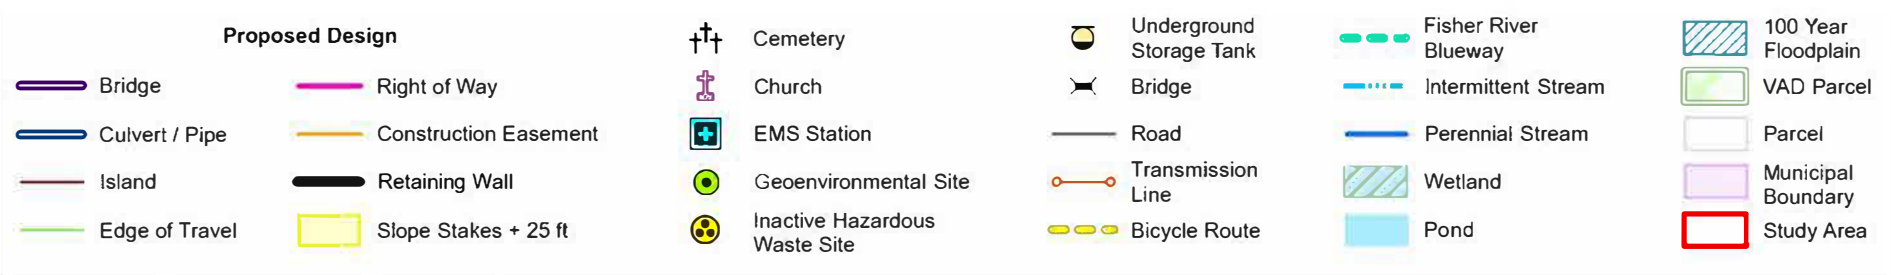 Proposed Design
Bridge
Culvert / Pipe
Island
Edge of Travel
Right of Way
Construction Easement
Retaining Wall
Slope Stakes + 25 ft
Cemetery
Church
EMS Station
Geoenvironmental Site
Inactive Hazardous
Waste Site
Underground
Storage Tank
Bridge
Road
Transmission
Line
Bicycle Route
Fisher River
Blueway
Intermittent Stream
Perennial Stream
Wetland
Pond
100 Year
Floodplain
VAD Parcel
Parcel
Municipal
Boundary
Study Area